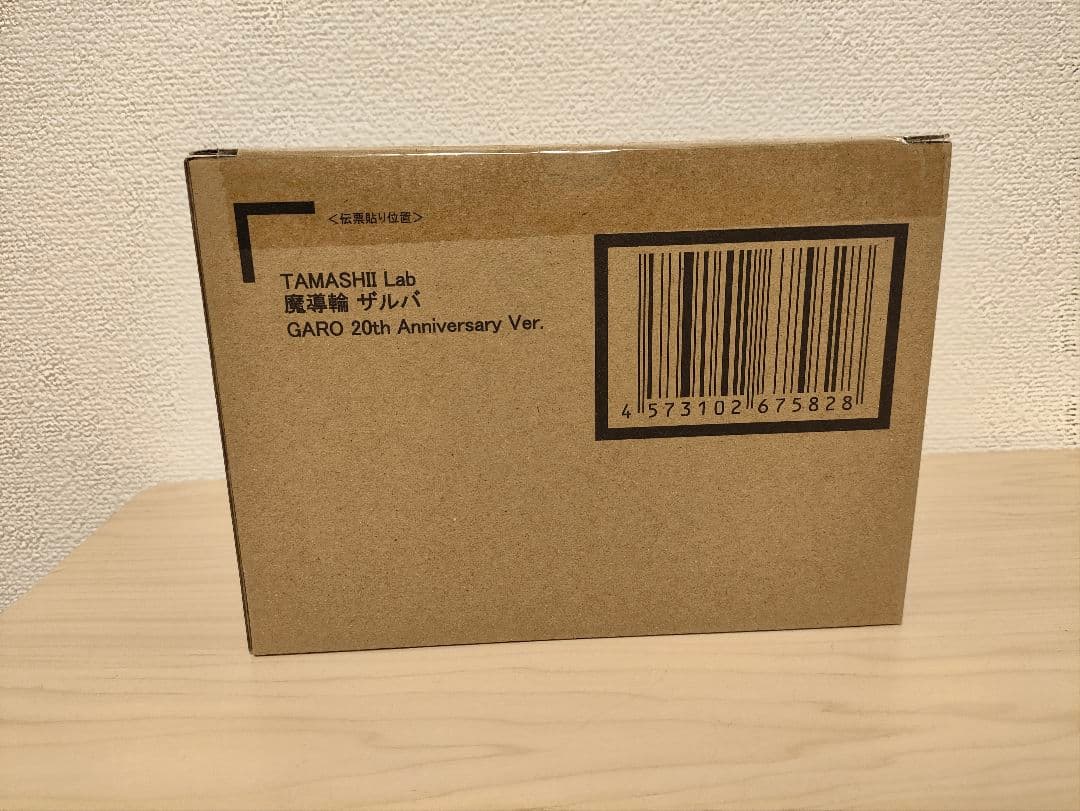 <伝票貼り位置>
TAMASHII Lab
魔導輪 ザルバ
GARO 20th Anniversary Ver.
4 573102 675828